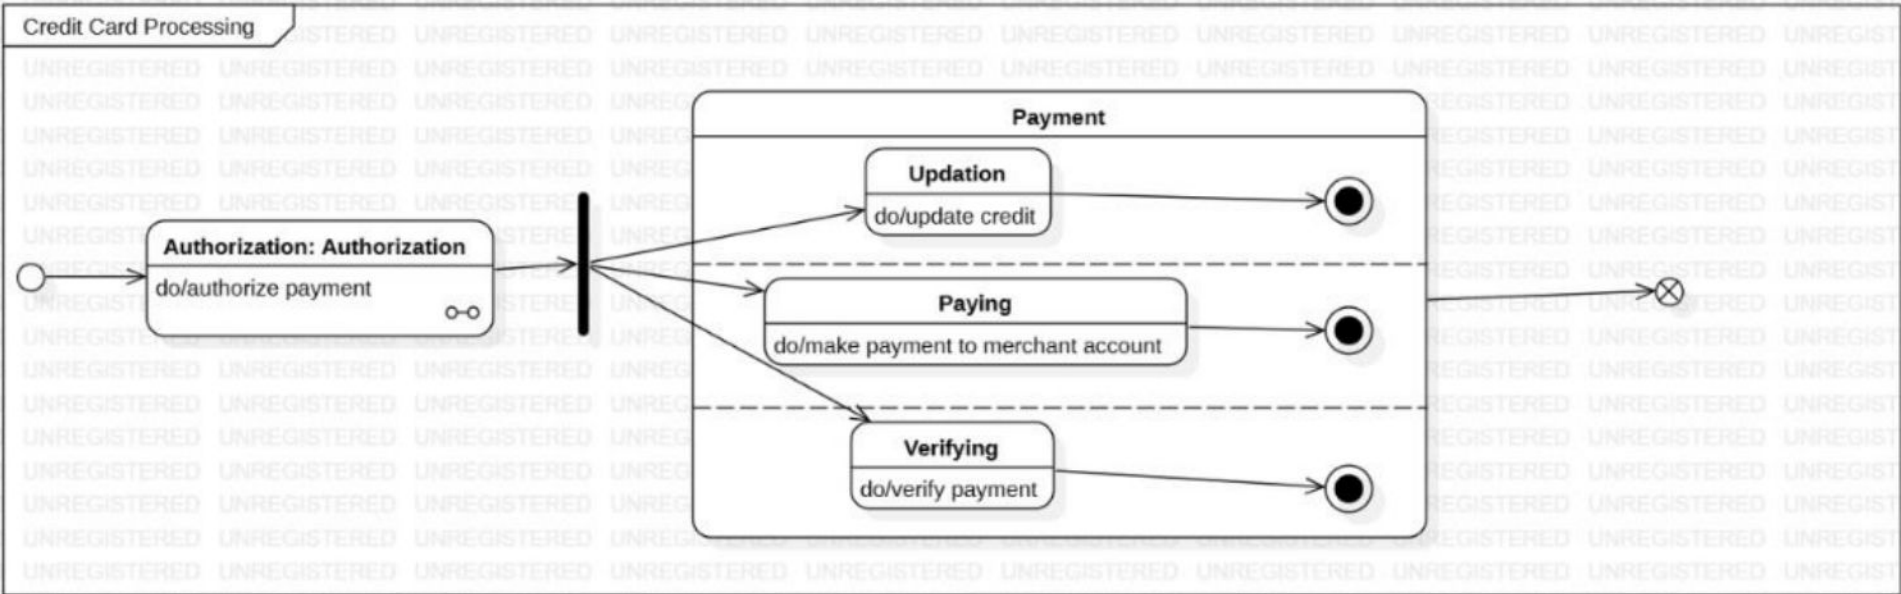 Credit Card Processing
Payment
Updation
do/update credit
Authorization: Authorization
do/authorize payment
Paying
do/make payment to merchant account
Verifying
do/verify payment
UNREGISTERED